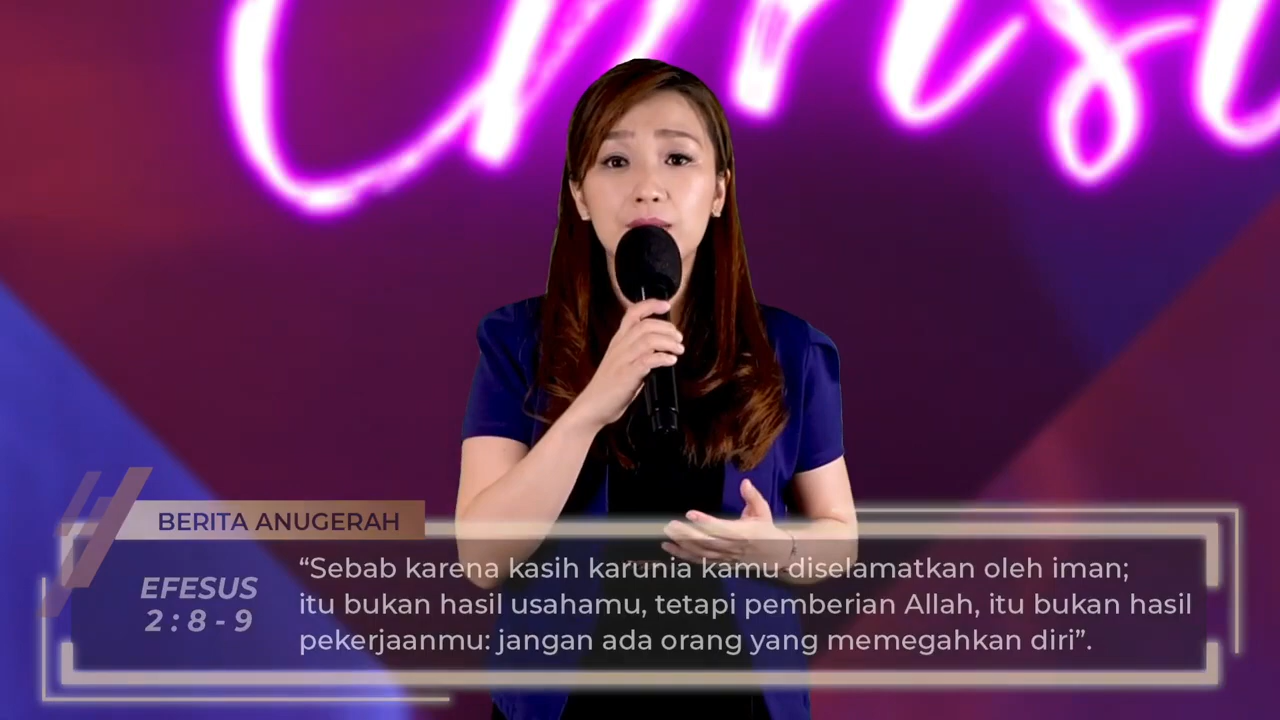 Christ
BERITA ANUGERAH
EFESUS
2 : 8 - 9
“Sebab karena kasih karunia kamu diselamatkan oleh iman;
itu bukan hasil usahamu, tetapi pemberian Allah, itu bukan hasil
pekerjaanmu: jangan ada orang yang memegahkan diri”.